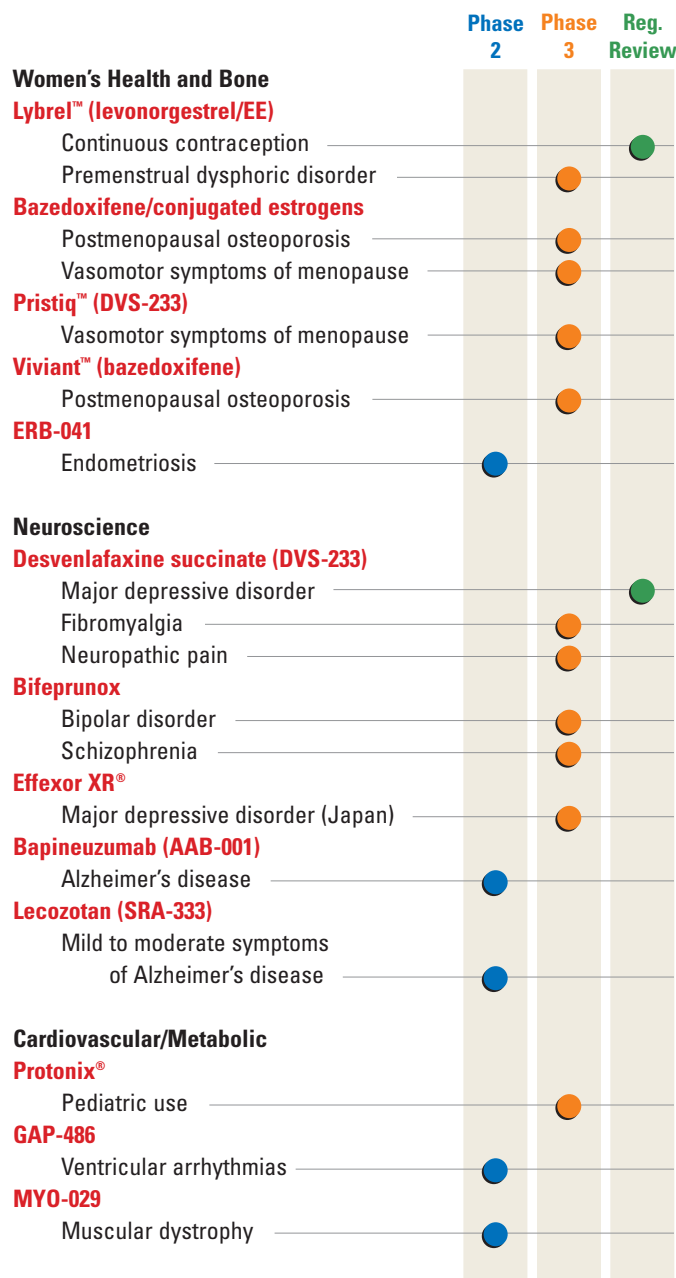 Phase Phase Reg.
2 3 Review
Women's Health and Bone
Lybrel™ (levonorgestrel/EE)
Continuous contraception
Premenstrual dysphoric disorder
Bazedoxifene/conjugated estrogens
Postmenopausal osteoporosis
Vasomotor symptoms of menopause
Pristiq™ (DVS-233)
Vasomotor symptoms of menopause
Viviant™ (bazedoxifene)
Postmenopausal osteoporosis
ERB-041
Endometriosis
Neuroscience
Desvenlafaxine succinate (DVS-233)
Major depressive disorder
Fibromyalgia
Neuropathic pain
Bifeprunox
Bipolar disorder
Schizophrenia
Effexor XR®
Major depressive disorder (Japan)
Bapineuzumab (AAB-001)
Alzheimer's disease
Lecozotan (SRA-333)
Mild to moderate symptoms
of Alzheimer's disease
Cardiovascular/Metabolic
Protonix®
Pediatric use
GAP-486
Ventricular arrhythmias
MYO-029
Muscular dystrophy